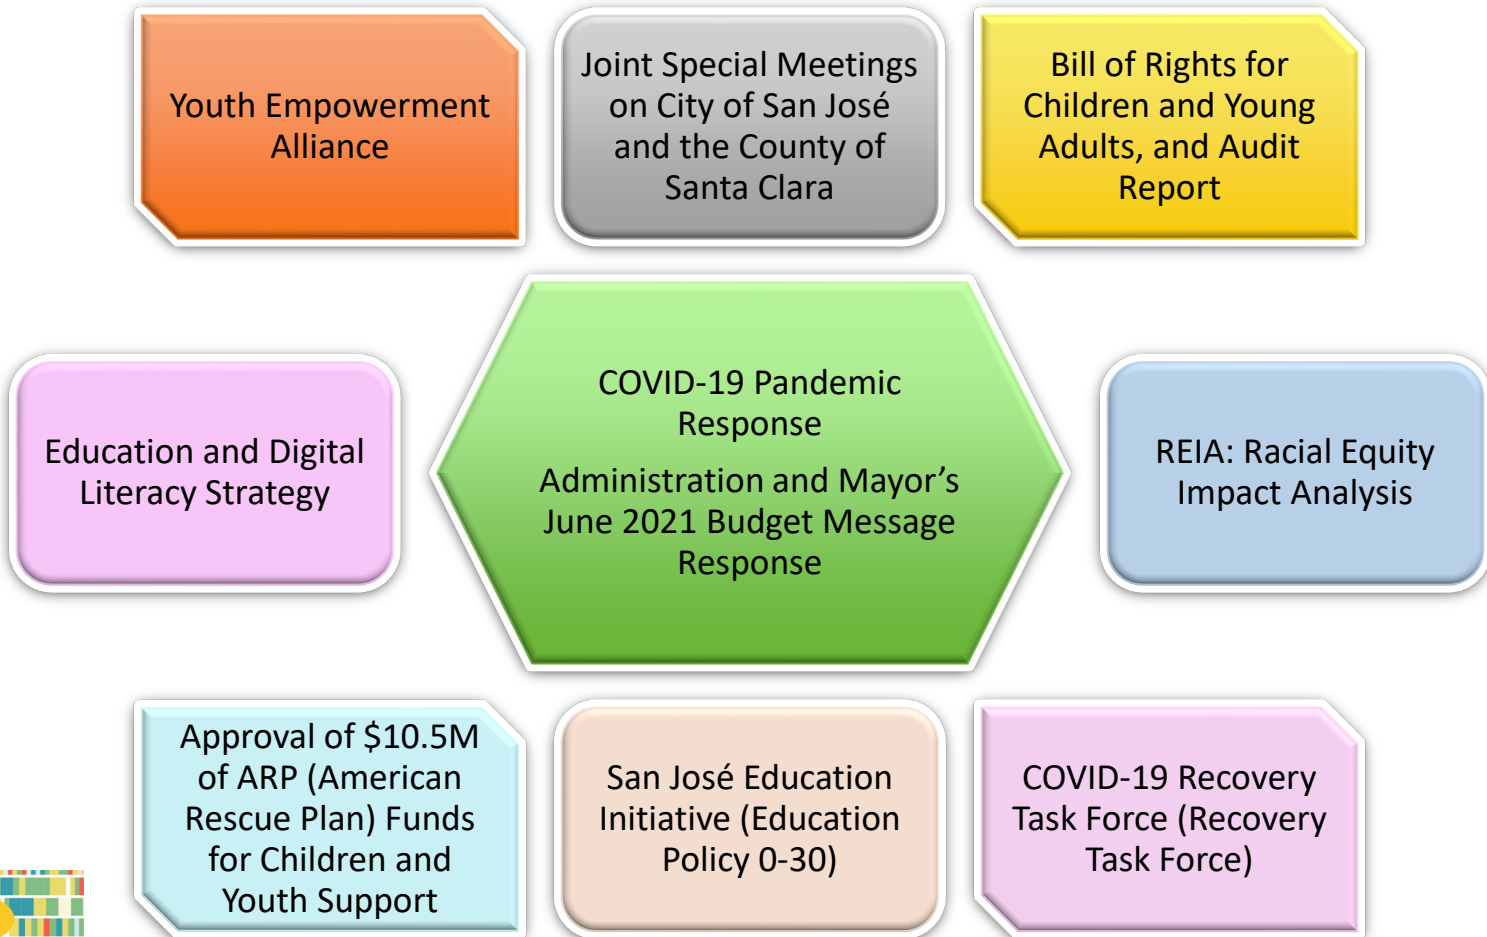 Youth Empowerment
Alliance
Joint Special Meetings
on City of San José
and the County of
Santa Clara
Bill of Rights for
Children and Young
Adults, and Audit
Report
Education and Digital
Literacy Strategy
COVID-19 Pandemic
Response
Administration and Mayor’s
June 2021 Budget Message
Response
REIA: Racial Equity
Impact Analysis
Approval of $10.5M
of ARP (American
Rescue Plan) Funds
for Children and
Youth Support
San José Education
Initiative (Education
Policy 0-30)
COVID-19 Recovery
Task Force (Recovery
Task Force)